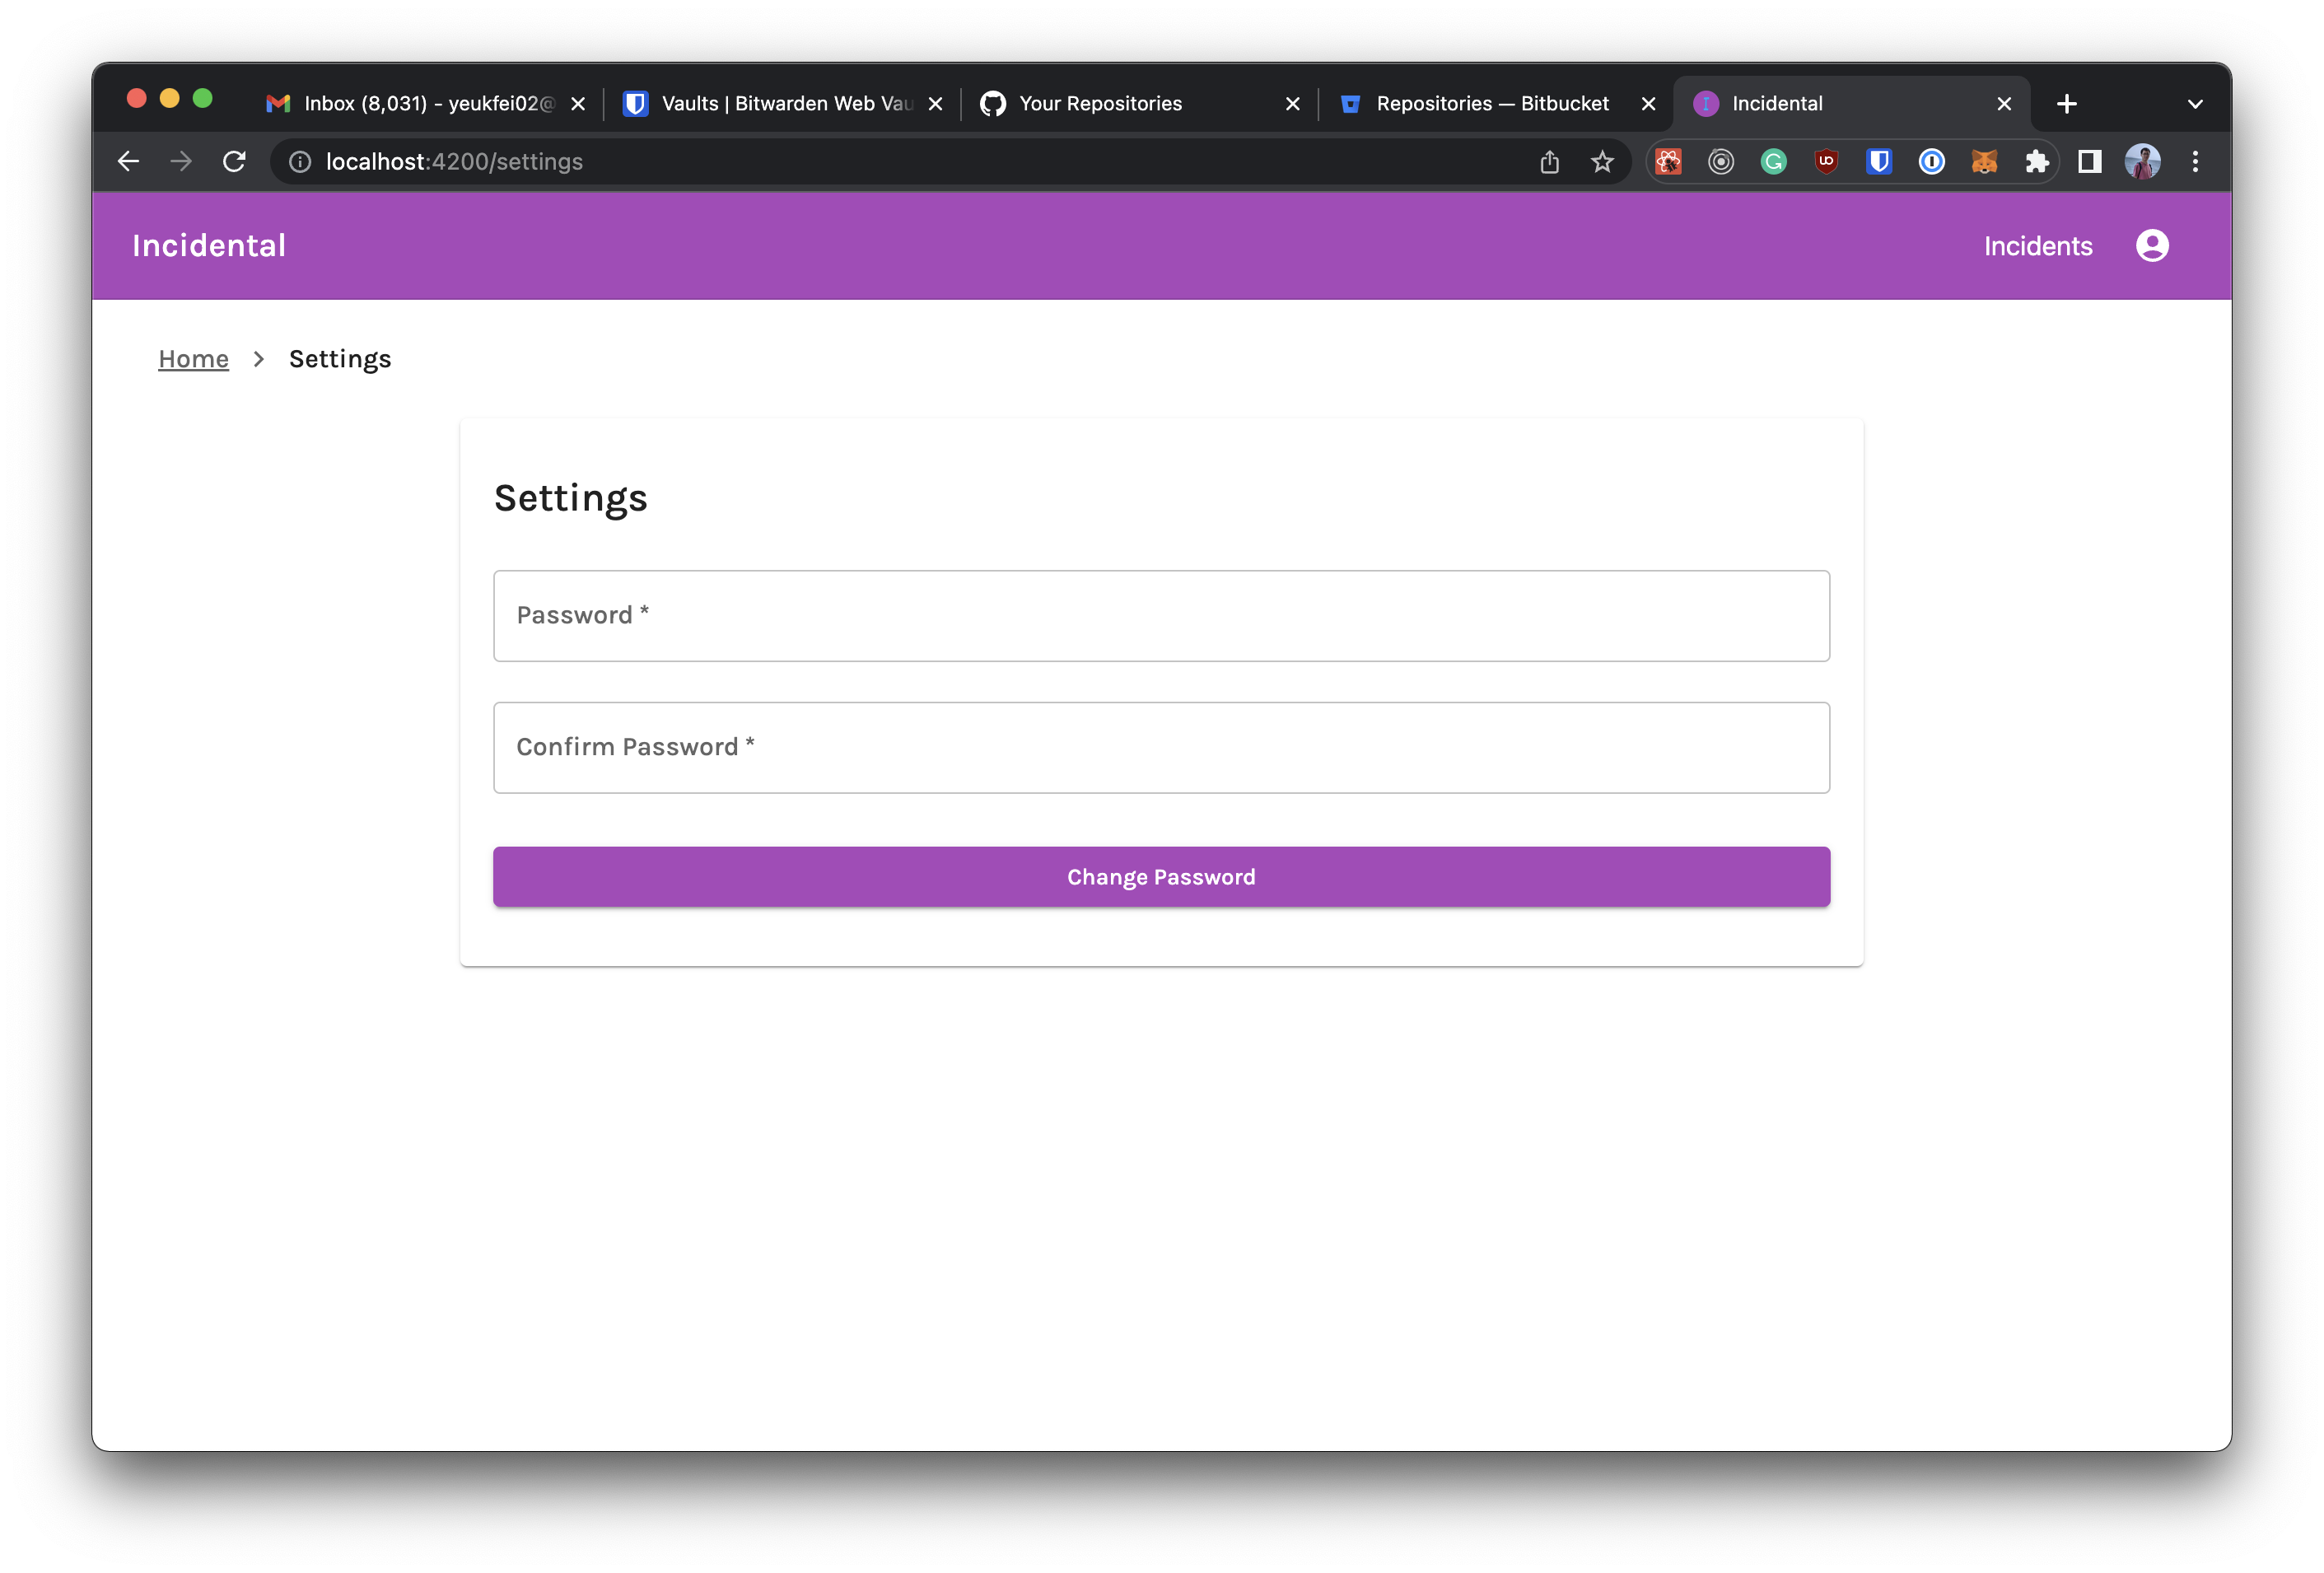 Inbox (8,031) - yeukfei02@
Vaults | Bitwarden Web Vau
Your Repositories
Repositories — Bitbucket
Incidental
localhost:4200/settings
Incidental
Incidents
Home
Settings
Settings
Password *
Confirm Password *
Change Password